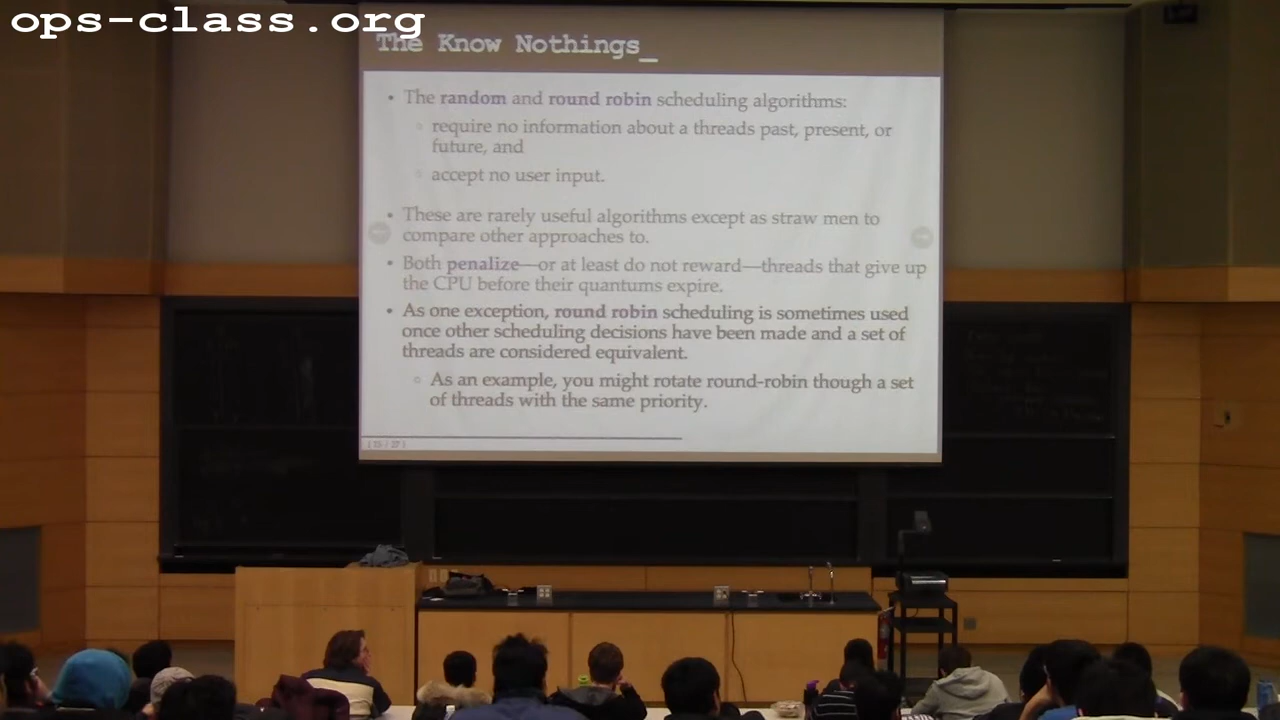 ops-class.org
The Know Nothings_
• The random and round robin scheduling algorithms:
◦ require no information about a threads past, present, or
future, and
◦ accept no user input.
• These are rarely useful algorithms except as straw men to
compare other approaches to.
• Both penalize—or at least do not reward—threads that give up
the CPU before their quantums expire.
• As one exception, round robin scheduling is sometimes used
once other scheduling decisions have been made and a set of
threads are considered equivalent.
◦ As an example, you might rotate round-robin though a set
of threads with the same priority.